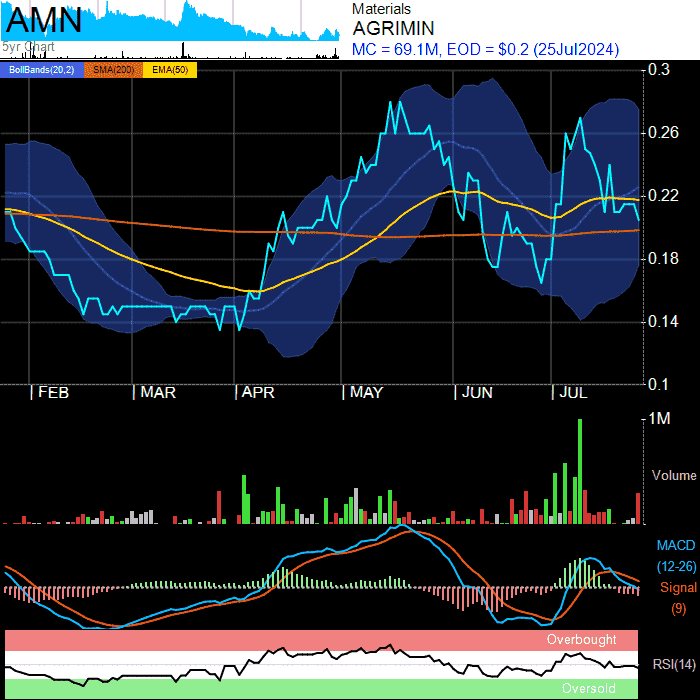 AMN
5yr Chart
Materials
AGRIMIN
MC = 69.1M, EOD = $0.2 (25Jul2024)
BollBands(20,2) SMA(200) EMA(50)
0.3
0.26
0.22
0.18
0.14
0.1
| FEB | MAR | APR | MAY | JUN | JUL
1M
Volume
MACD
(12-26)
Signal
(9)
Overbought
RSI(14)
Oversold